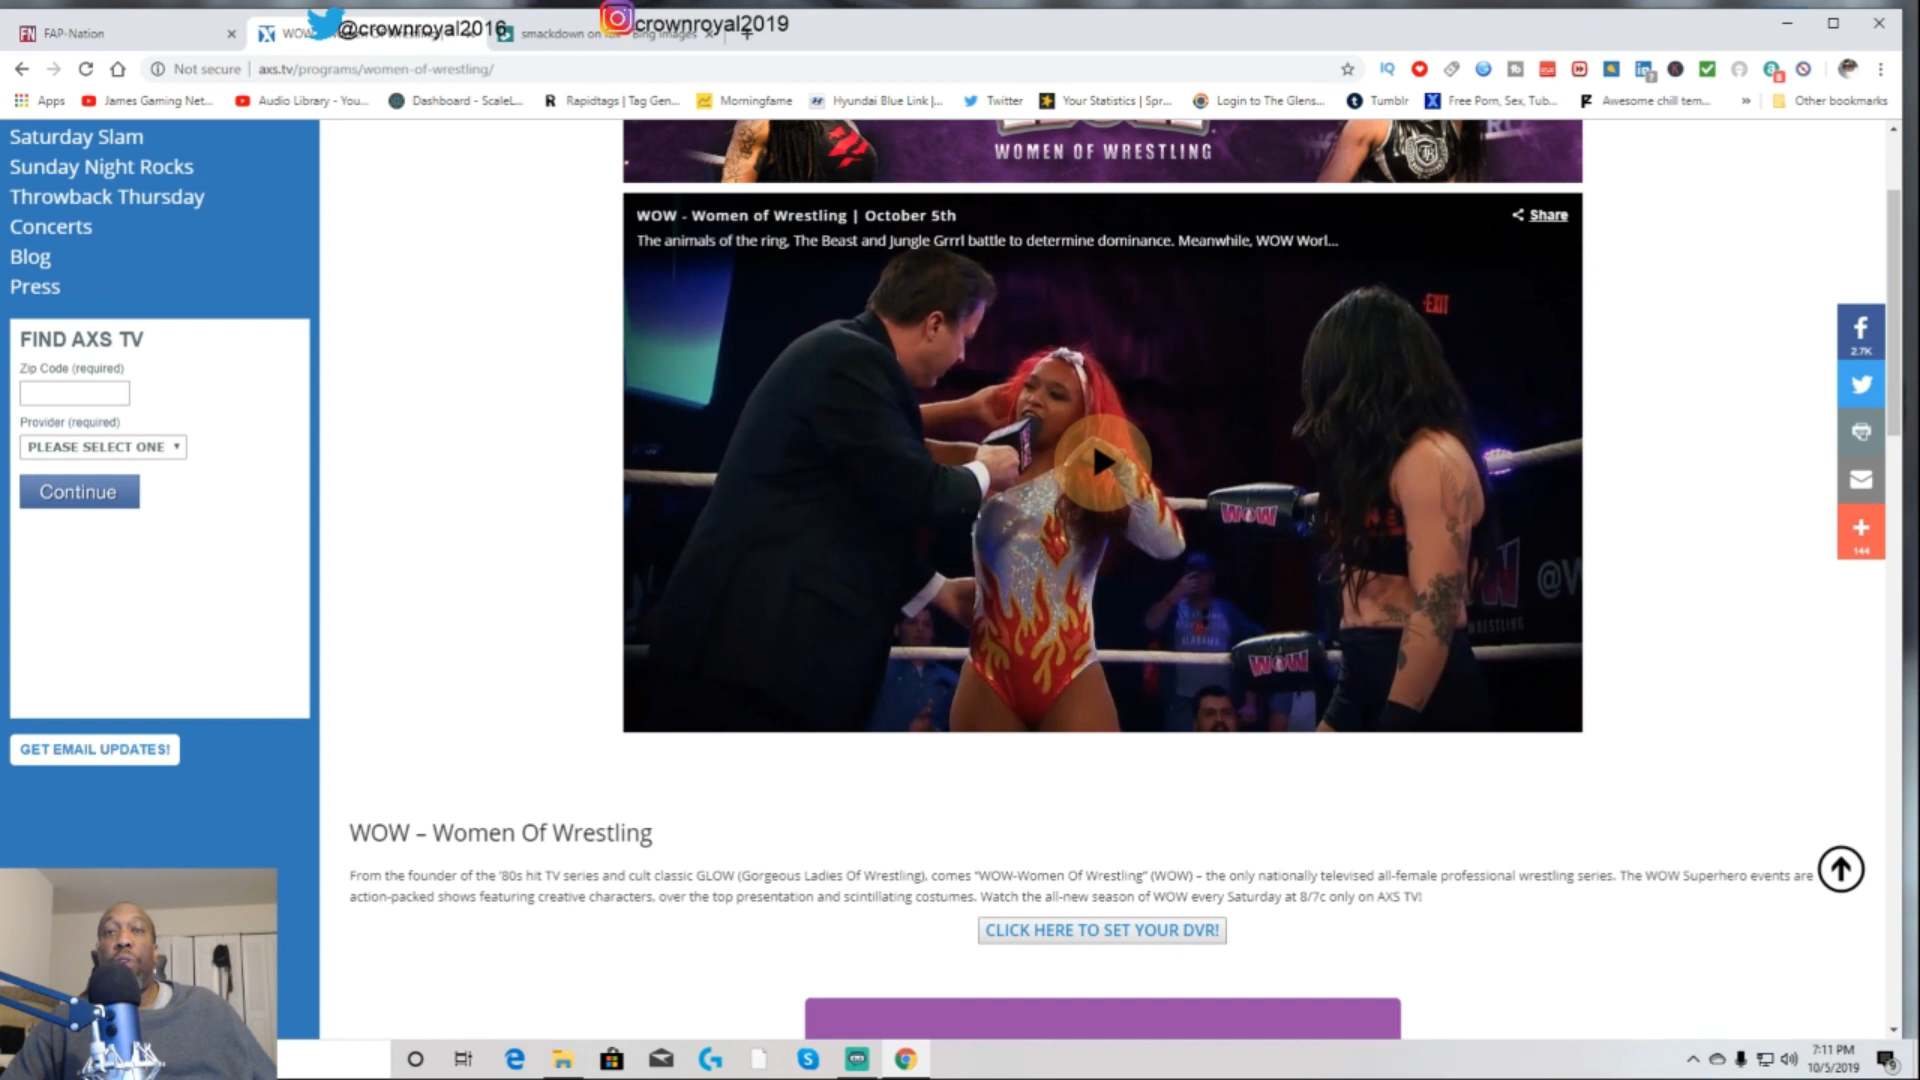 FAP-Nation
WOW
@crownroyal2016
smackdown on
Bing images
crownroyal2019
Not secure | axs.tv/programs/women-of-wrestling/
Apps
James Gaming Net...
Audio Library - You...
Dashboard - ScaleL...
Rapidtags | Tag Gen...
Morningfame
Hyundai Blue Link |...
Twitter
Your Statistics | Spr...
Login to The Glens...
Tumblr
Free Porn, Sex, Tub...
Awesome chill tem...
Other bookmarks
Saturday Slam
Sunday Night Rocks
Throwback Thursday
Concerts
Blog
Press
FIND AXS TV
Zip Code (required)
Provider (required)
PLEASE SELECT ONE
Continue
GET EMAIL UPDATES!
WOMEN OF WRESTLING
WOW - Women of Wrestling | October 5th
Share
The animals of the ring, The Beast and Jungle Grrrl battle to determine dominance. Meanwhile, WOW Worl...
EXIT
WOW
ALABAMA
WOW
2.7K
144
WOW – Women Of Wrestling
From the founder of the '80s hit TV series and cult classic GLOW (Gorgeous Ladies Of Wrestling), comes "WOW-Women Of Wrestling" (WOW) – the only nationally televised all-female professional wrestling series. The WOW Superhero events are
action-packed shows featuring creative characters, over the top presentation and scintillating costumes. Watch the all-new season of WOW every Saturday at 8/7c only on AXS TV!
CLICK HERE TO SET YOUR DVR!
7:11 PM
10/5/2019